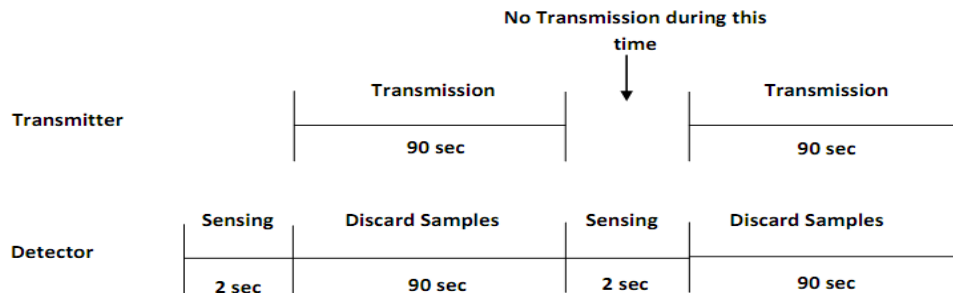 No Transmission during this
time
Transmission
Transmission
Transmitter
90 sec
90 sec
Sensing
Discard Samples
Sensing
Discard Samples
Detector
2 sec
90 sec
2 sec
90 sec